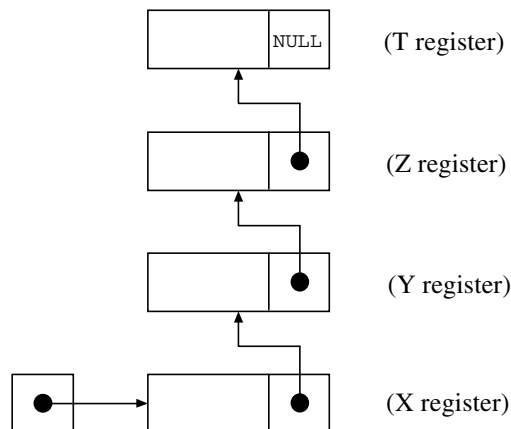 NULL (T register)
(Z register)
(Y register)
(X register)